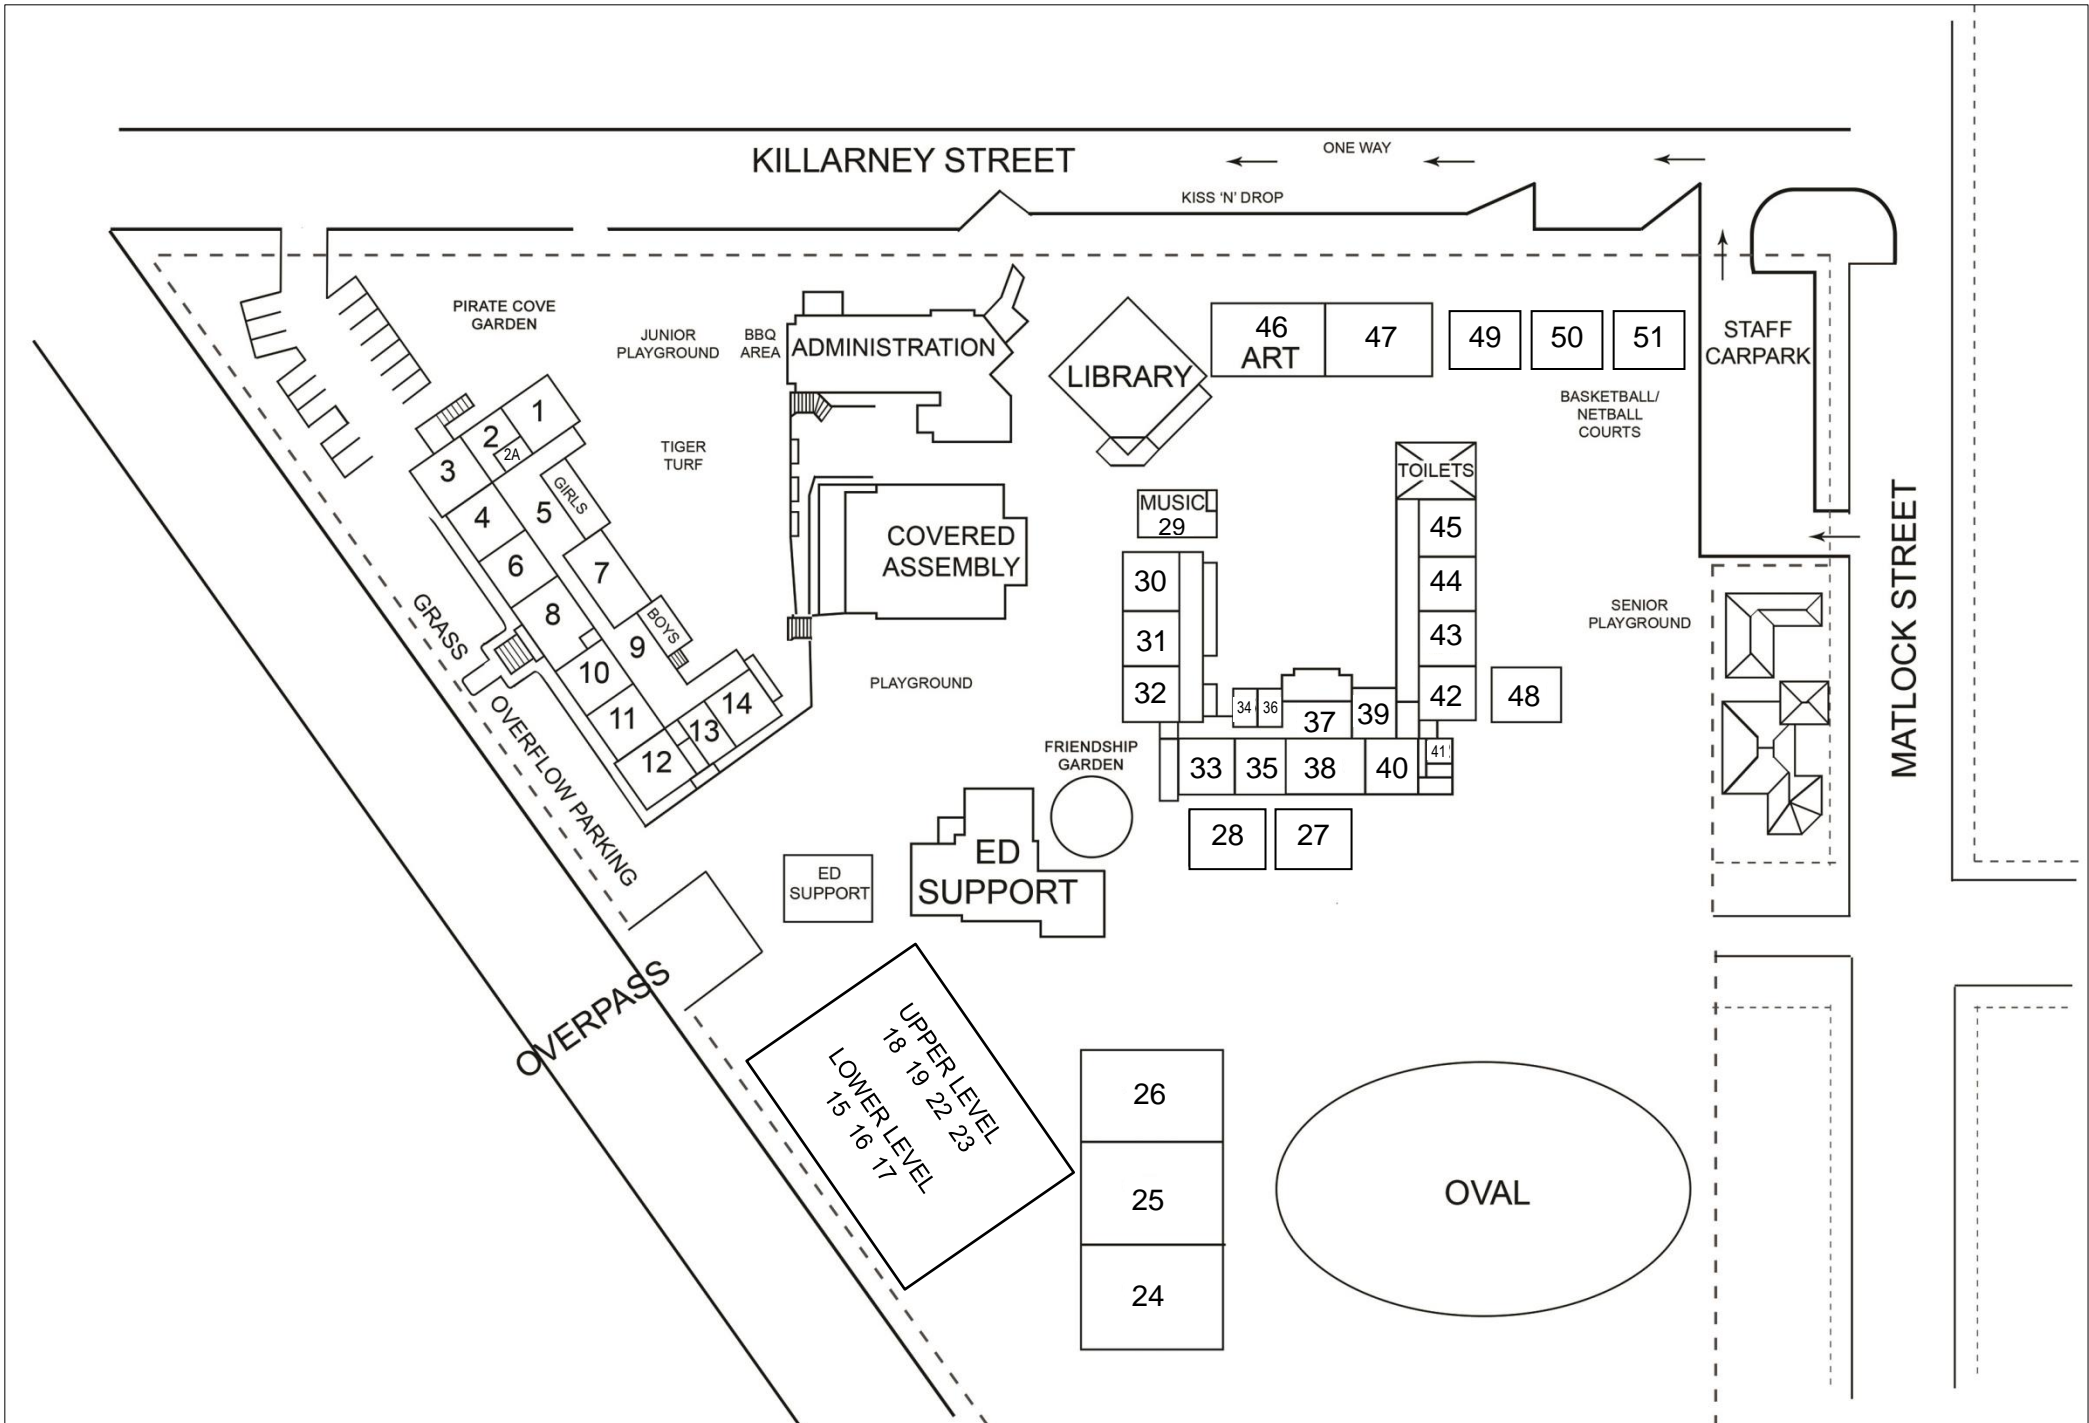 ONE WAY
KILLARNEY STREET
KISS 'N' DROP
PIRATE COVE
GARDEN
JUNIOR
PLAYGROUND
BBQ
AREA
ADMINISTRATION
LIBRARY
46
ART
47
49
50
51
STAFF
CARPARK
BASKETBALL/
NETBALL
COURTS
1
2
2A
3
4
5
GIRLS
6
7
8
BOYS
9
10
11
12
13
14
TIGER
TURF
GRASS
OVERFLOW PARKING
COVERED
ASSEMBLY
PLAYGROUND
MUSIC
29
30
31
32
TOILETS
45
44
43
42
48
34
36
37
39
33
35
38
40
41
28
27
SENIOR
PLAYGROUND
MATLOCK STREET
FRIENDSHIP
GARDEN
ED
SUPPORT
ED
SUPPORT
OVERPASS
UPPER LEVEL
18 19 22 23
LOWER LEVEL
15 16 17
26
25
24
OVAL